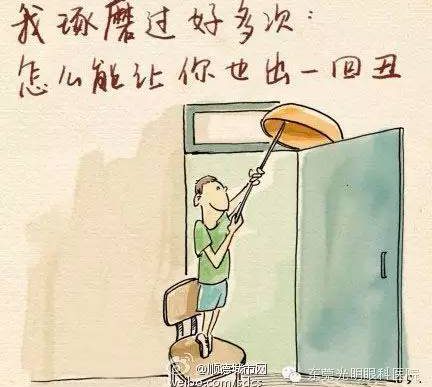 我琢磨过好多次：
怎么能让你也出一回丑
@顺德城市网
weibo.com/sdcs
东莞光明眼科医院